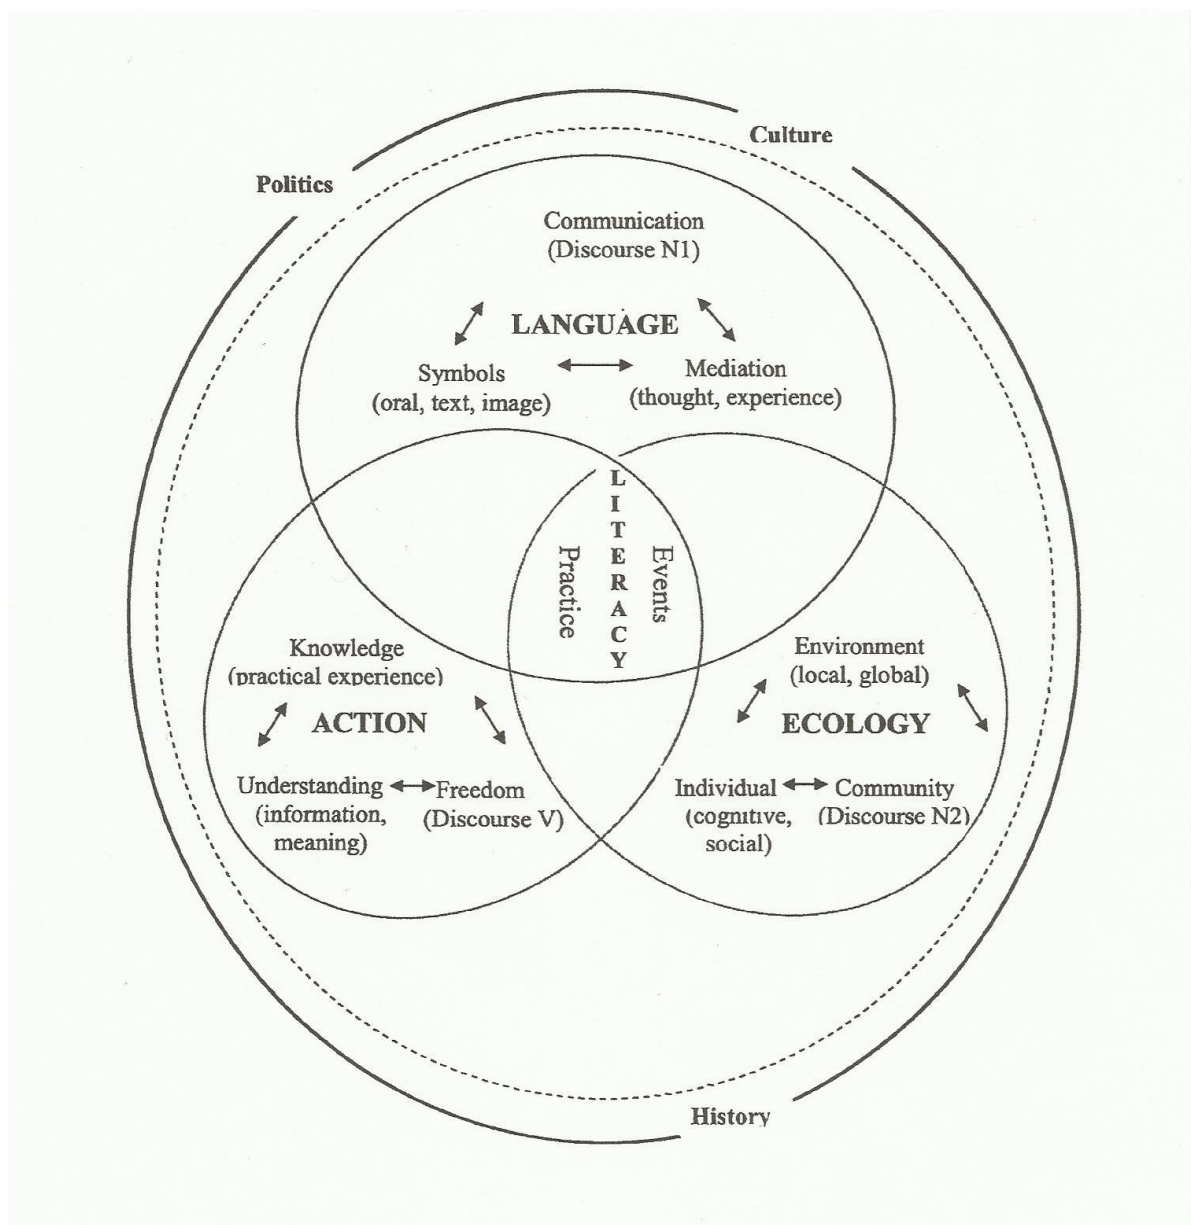 Culture
Politics
Communication
(Discourse N1)
LANGUAGE
Symbols
(oral, text, image)
Mediation
(thought, experience)
LITERACY
Practice
Events
Knowledge
(practical experience)
ACTION
Understanding
(information,
meaning)
Freedom
(Discourse V)
Environment
(local, global)
ECOLOGY
Individual
(cognitive,
social)
Community
(Discourse N2)
History